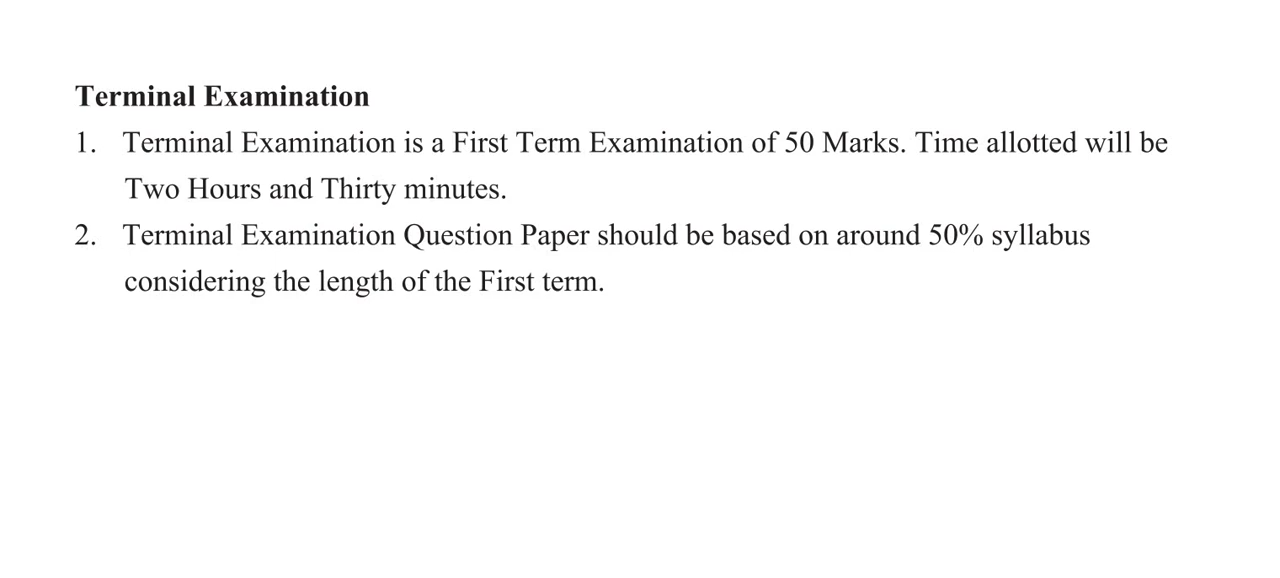 Terminal Examination
1. Terminal Examination is a First Term Examination of 50 Marks. Time allotted will be
Two Hours and Thirty minutes.
2. Terminal Examination Question Paper should be based on around 50% syllabus
considering the length of the First term.